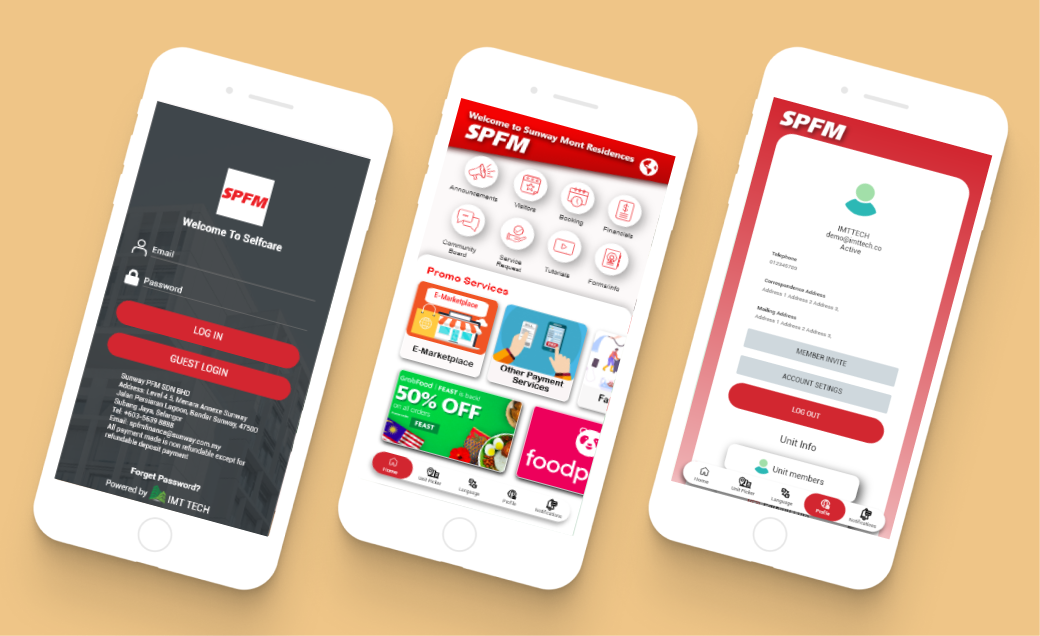 SPFM
Welcome To Selfcare
Email
Password
LOG IN
GUEST LOGIN
Sunway PFM SDN BHD
Address: Level 4.5, Menara Annexe Sunway
Jalan Persiaran Lagoon, Bandar Sunway, 47500
Subang Jaya, Selangor
Tel: +603-5639 8888
Email: spfmfinance@sunway.com.my
All payment made is non refundable except for
refundable deposit payment
Forget Password?
Powered by IMT TECH
Welcome to Sunway Mont Residences
SPFM
Announcements
Visitors
Booking
Financials
Community
Board
Service
Request
Tutorials
Forms/Info
Promo Services
E-Marketplace
E-Marketplace
Other Payment
Services
Fa
GrabFood | FEAST is back!
50% OFF
on all orders
FEAST
foodp
Home
Unit Picker
Language
Profile
Notifications
SPFM
IMTTECH
demo@imttech.co
Active
Telephone
012345789
Correspondence Address
Address 1 Address 2 Address 3,
Mailing Address
Address 1 Address 2 Address 3,
MEMBER INVITE
ACCOUNT SETINGS
LOG OUT
Unit Info
Unit members
Home
Unit Picker
Language
Profile
Notifications